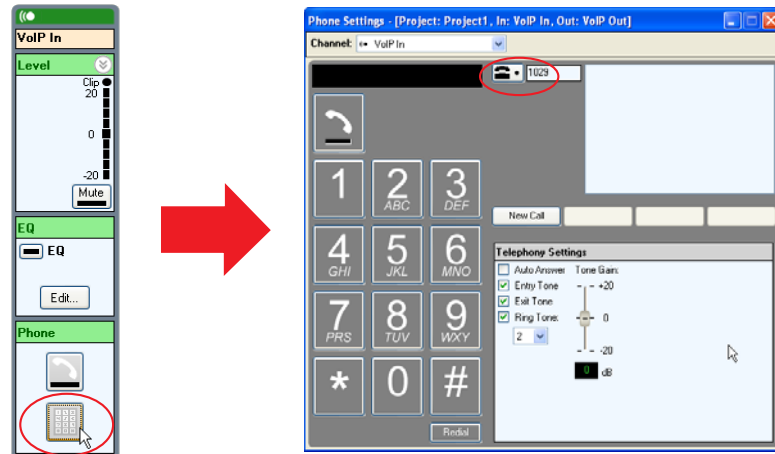 VoIP In
Level
Clip
20
0
-20
Mute
EQ
EQ
Edit...
Phone
Phone Settings - [Project: Project1, In: VoIP In, Out: VoIP Out]
Channel: VoIP In
1029
1
2
ABC
3
DEF
4
GHI
5
JKL
6
MNO
7
PRS
8
TUV
9
WXY
*
0
#
Redial
New Call
Telephony Settings
Auto Answer
Tone Gain:
Entry Tone
+20
Exit Tone
Ring Tone:
0
2
-20
0 dB